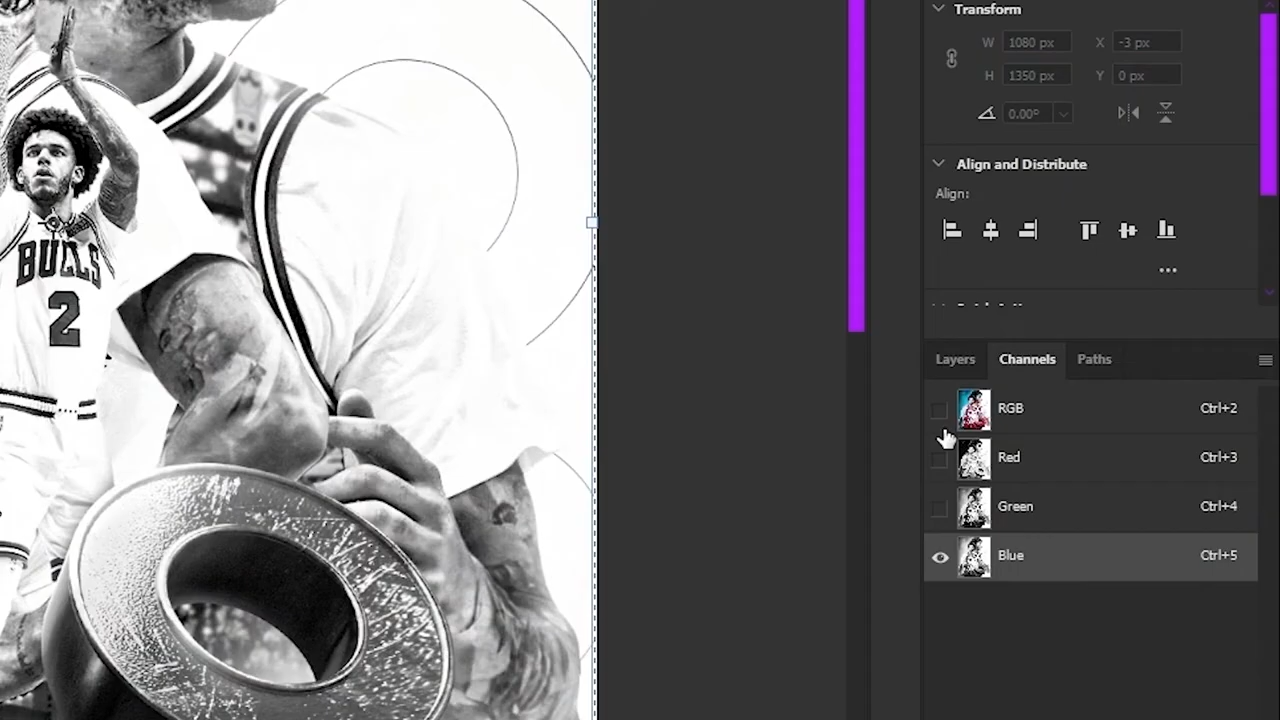 Transform
W 1080 px X -3 px
H 1350 px Y 0 px
0.00°
Align and Distribute
Align:
Layers Channels Paths
RGB Ctrl+2
Red Ctrl+3
Green Ctrl+4
Blue Ctrl+5
BULLS
2